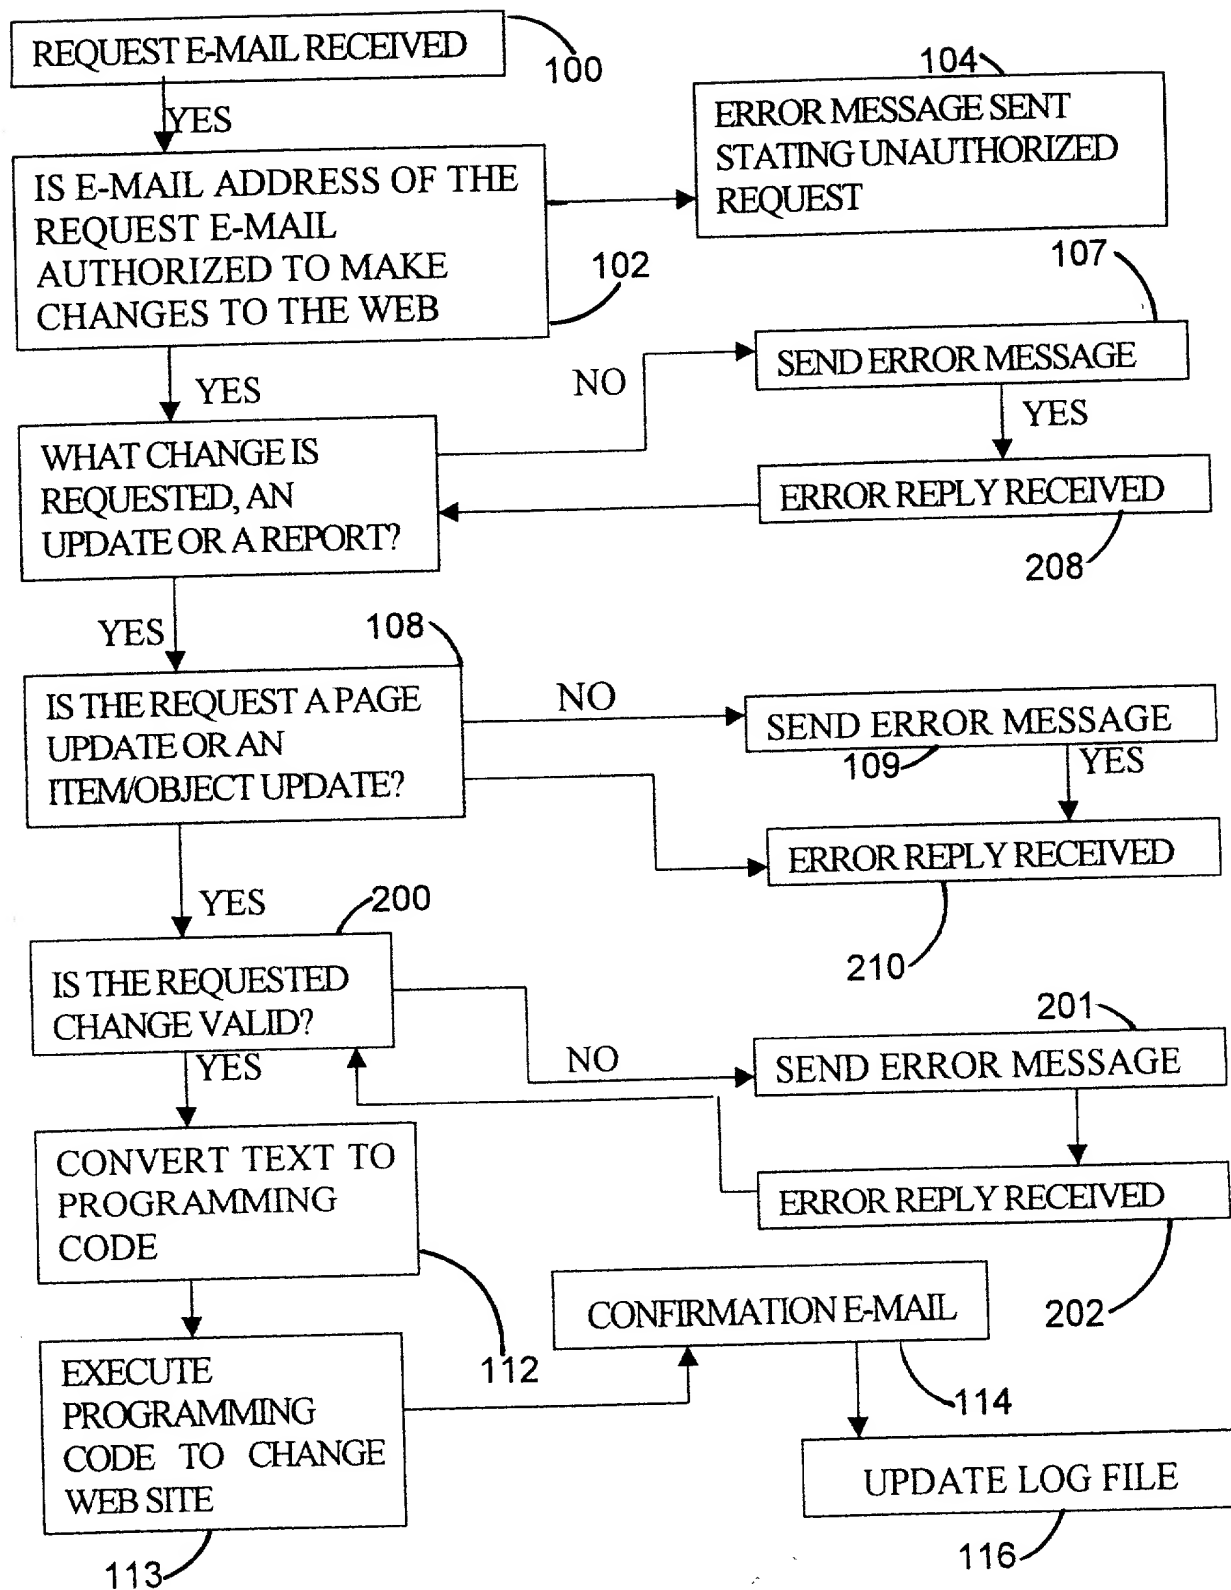 REQUEST E-MAIL RECEIVED
100
YES
104
ERROR MESSAGE SENT
STATING UNAUTHORIZED
REQUEST
IS E-MAIL ADDRESS OF THE
REQUEST E-MAIL
AUTHORIZED TO MAKE
CHANGES TO THE WEB
102
107
YES
NO
SEND ERROR MESSAGE
YES
WHAT CHANGE IS
REQUESTED, AN
UPDATE OR A REPORT?
ERROR REPLY RECEIVED
208
YES
108
IS THE REQUEST A PAGE
UPDATE OR AN
ITEM/OBJECT UPDATE?
NO
SEND ERROR MESSAGE
109
YES
ERROR REPLY RECEIVED
210
YES
200
IS THE REQUESTED
CHANGE VALID?
201
NO
SEND ERROR MESSAGE
YES
CONVERT TEXT TO
PROGRAMMING
CODE
ERROR REPLY RECEIVED
202
112
CONFIRMATION E-MAIL
114
EXECUTE
PROGRAMMING
CODE TO CHANGE
WEB SITE
113
UPDATE LOG FILE
116